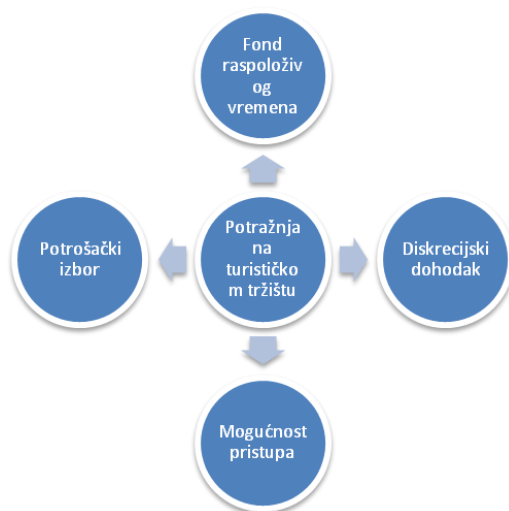 Fond
raspoloživ
og
vremena
Potrošački
izbor
Potražnja
na
turističko
m tržištu
Diskrecijski
dohodak
Mogućnost
pristupa